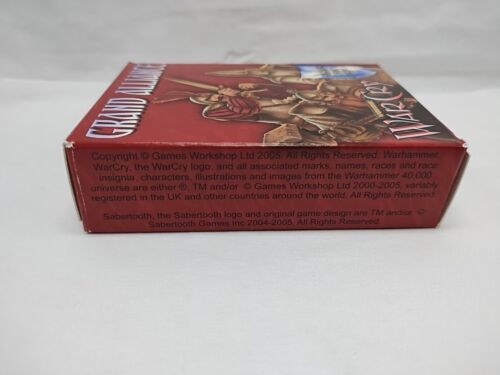 GRAND ALLIANCE
WARCRY
Copyright © Games Workshop Ltd 2005. All Rights Reserved. Warhammer,
WarCry, the WarCry logo, and all associated marks, names, races and race
insignia, characters, illustrations and images from the Warhammer 40,000
universe are either ®, TM and/or © Games Workshop Ltd 2000-2005, variably
registered in the UK and other countries around the world. All Rights Reserved.
Sabertooth, the Sabertooth logo and original game design are TM and/or ©
Sabertooth Games Inc 2004-2005. All Rights Reserved.